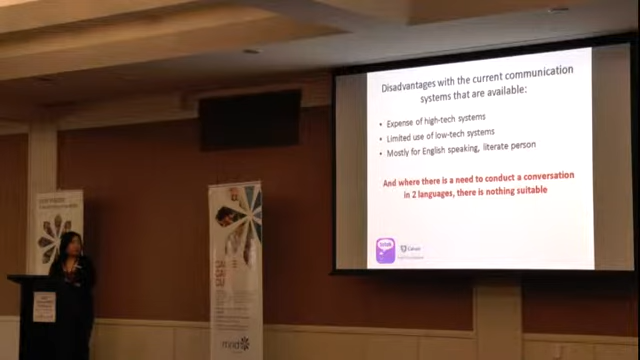 Disadvantages with the current communication
systems that are available:
• Expense of high-tech systems
• Limited use of low-tech systems
• Mostly for English speaking, literate person
And where there is a need to conduct a conversation
in 2 languages, there is nothing suitable
mnd